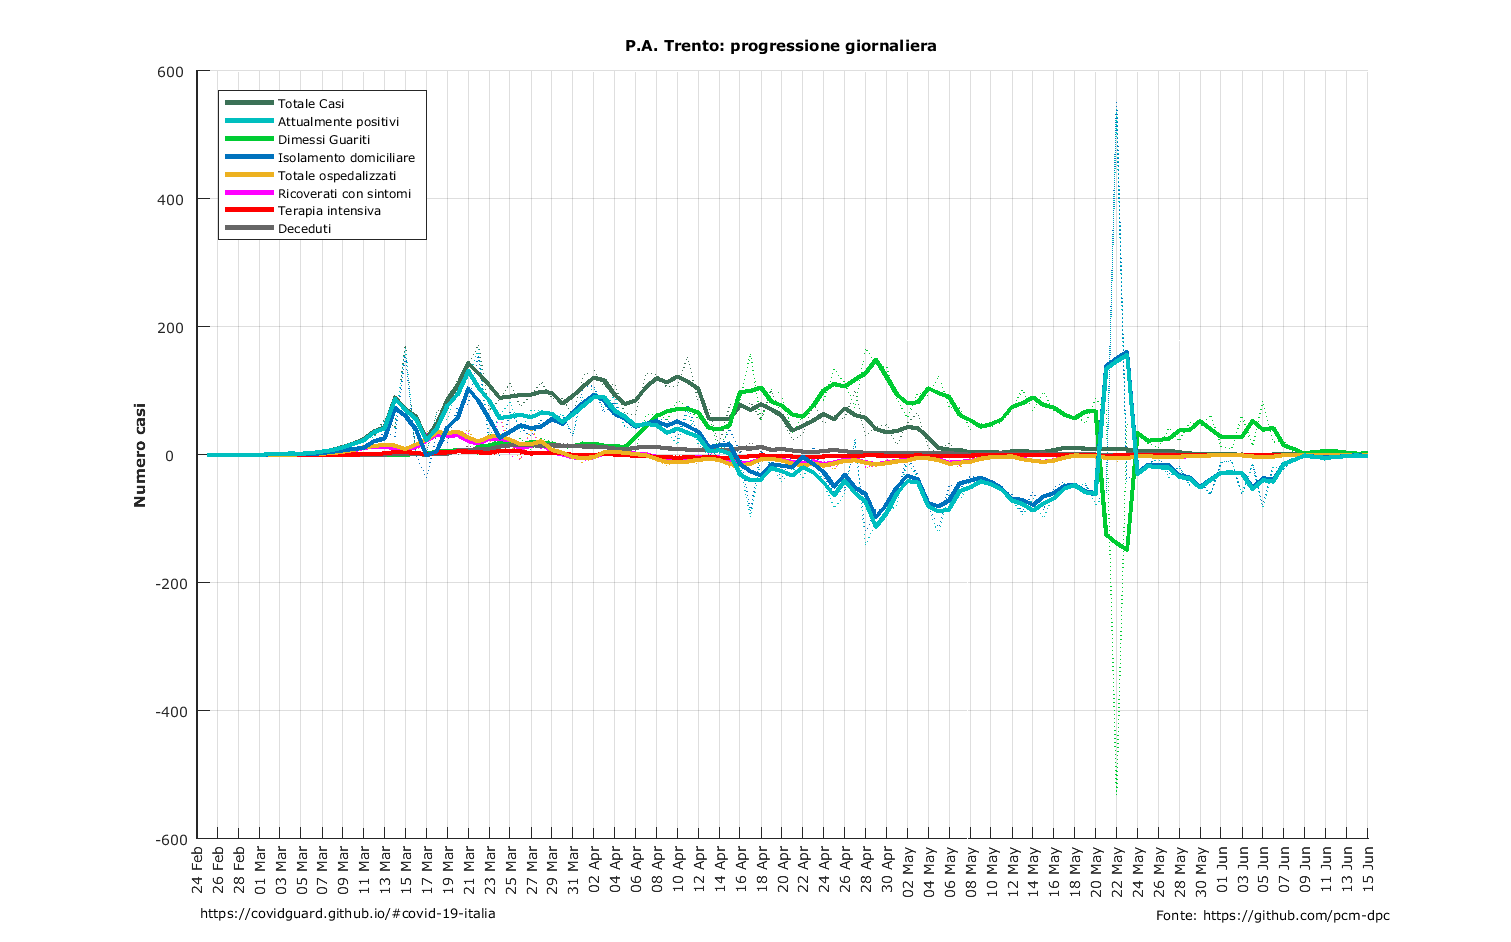 P.A. Trento: progressione giornaliera
600
400
200
0
-200
-400
-600
Numero casi
Totale Casi
Attualmente positivi
Dimessi Guariti
Isolamento domiciliare
Totale ospedalizzati
Ricoverati con sintomi
Terapia intensiva
Deceduti
24 Feb
26 Feb
28 Feb
01 Mar
03 Mar
05 Mar
07 Mar
09 Mar
11 Mar
13 Mar
15 Mar
17 Mar
19 Mar
21 Mar
23 Mar
25 Mar
27 Mar
29 Mar
31 Mar
02 Apr
04 Apr
06 Apr
08 Apr
10 Apr
12 Apr
14 Apr
16 Apr
18 Apr
20 Apr
22 Apr
24 Apr
26 Apr
28 Apr
30 Apr
02 May
04 May
06 May
08 May
10 May
12 May
14 May
16 May
18 May
20 May
22 May
24 May
26 May
28 May
30 May
01 Jun
03 Jun
05 Jun
07 Jun
09 Jun
11 Jun
13 Jun
15 Jun
https://covidguard.github.io/#covid-19-italia
Fonte: https://github.com/pcm-dpc